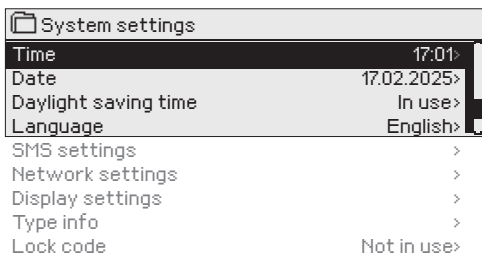 System settings
Time 17:01>
Date 17.02.2025>
Daylight saving time In use>
Language English>
SMS settings >
Network settings >
Display settings >
Type info >
Lock code Not in use>